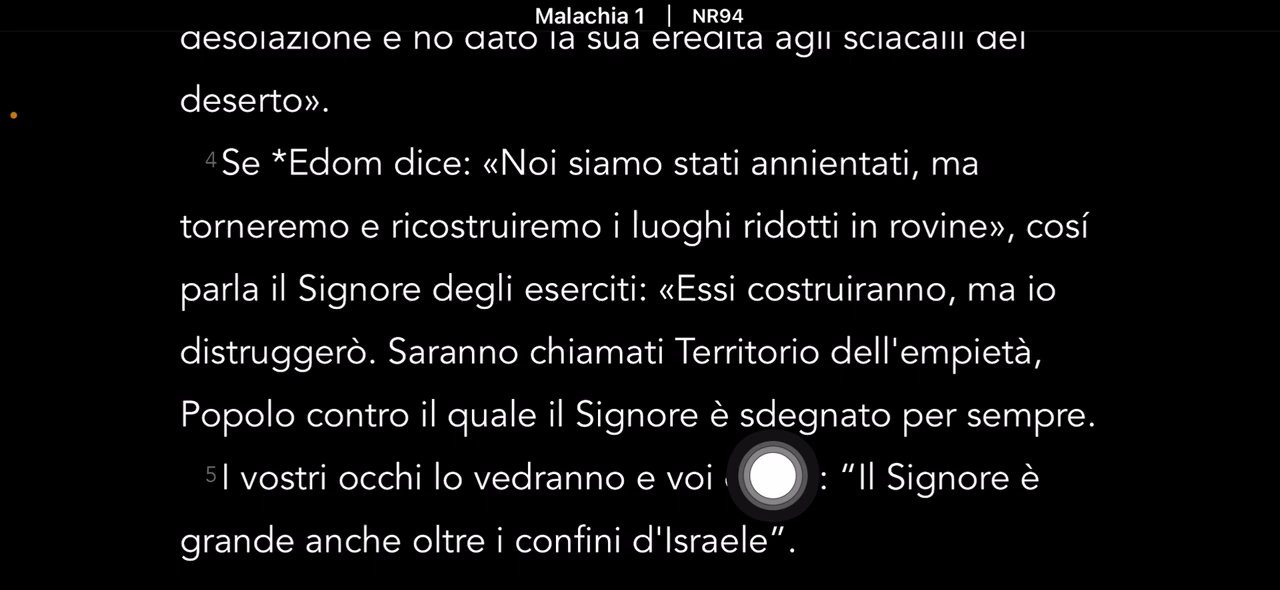 Malachia 1 | NR94
desolazione e ho dato la sua eredità agli sciacalli del
deserto».
4 Se *Edom dice: «Noi siamo stati annientati, ma
torneremo e ricostruiremo i luoghi ridotti in rovine», cosí
parla il Signore degli eserciti: «Essi costruiranno, ma io
distruggerò. Saranno chiamati Territorio dell'empietà,
Popolo contro il quale il Signore è sdegnato per sempre.
5 I vostri occhi lo vedranno e voi : “Il Signore è
grande anche oltre i confini d'Israele”.